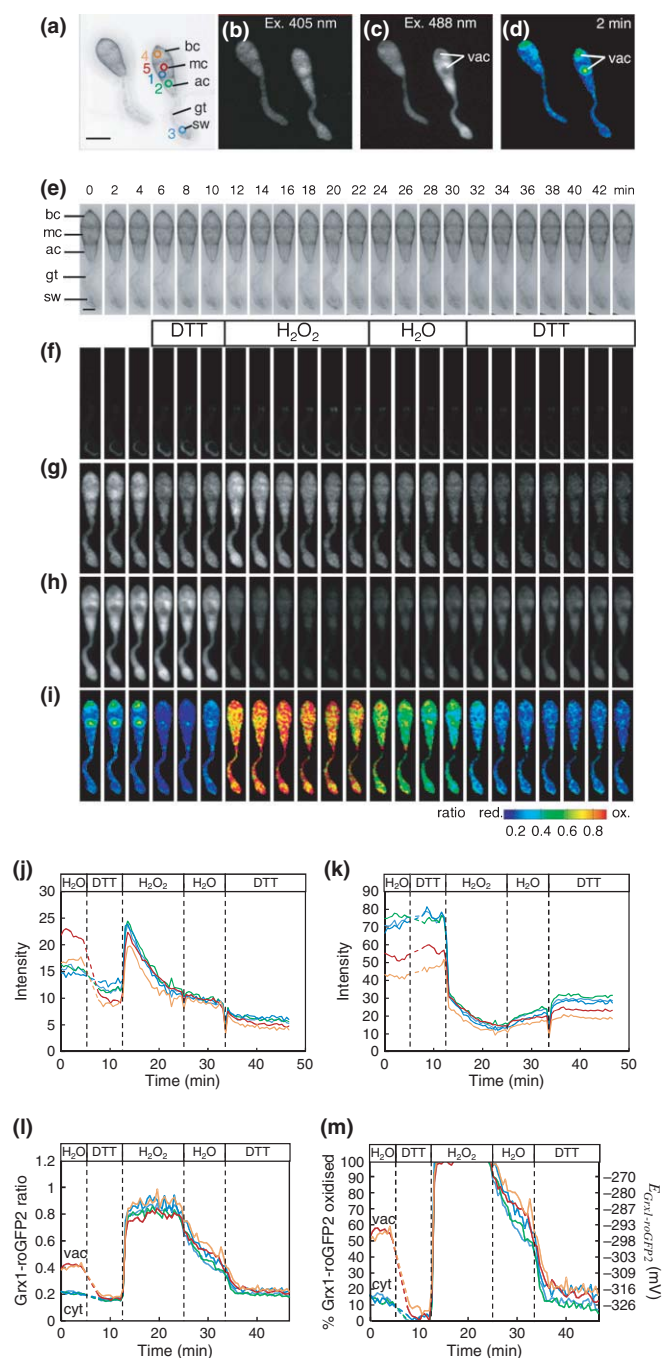 (a)
4
5
1
2
3
bc
mc
ac
gt
sw
(b)
Ex. 405 nm
(c)
Ex. 488 nm
vac
(d)
2 min
vac
(e)
0 2 4 6 8 10 12 14 16 18 20 22 24 26 28 30 32 34 36 38 40 42 min
bc
mc
ac
gt
sw
DTT H2O2 H2O DTT
(f)
(g)
(h)
(i)
ratio red. ox.
0.2 0.4 0.6 0.8
(j)
H2O DTT H2O2 H2O DTT
30
25
20
15
10
5
0
Intensity
0 10 20 30 40 50
Time (min)
(k)
H2O DTT H2O2 H2O DTT
90
80
70
60
50
40
30
20
10
0
Intensity
0 10 20 30 40 50
Time (min)
(l)
H2O DTT H2O2 H2O DTT
1.2
1
0.8
0.6
0.4
0.2
0
Grx1-roGFP2 ratio
vac
cyt
0 10 20 30 40
Time (min)
(m)
H2O DTT H2O2 H2O DTT
100
90
80
70
60
50
40
30
20
10
0
% Grx1-roGFP2 oxidised
vac
cyt
–270
–280
–287
–293
–298
–303
–309
–316
–326
EGrx1-roGFP2 (mV)
0 10 20 30 40
Time (min)